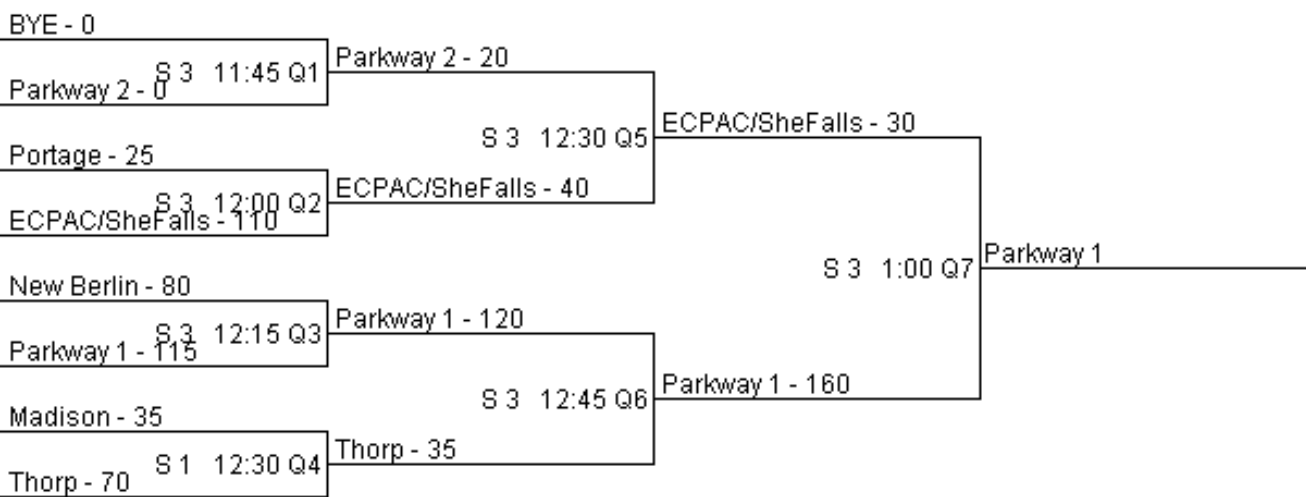 BYE - 0
S 3 11:45 Q1
Parkway 2 - 0
Portage - 25
S 3 12:00 Q2
ECPAC/SheFalls - 110
New Berlin - 80
S 3 12:15 Q3
Parkway 1 - 115
Madison - 35
S 1 12:30 Q4
Thorp - 70
Parkway 2 - 20
S 3 12:30 Q5
ECPAC/SheFalls - 40
Parkway 1 - 120
S 3 12:45 Q6
Thorp - 35
ECPAC/SheFalls - 30
S 3 1:00 Q7
Parkway 1 - 160
Parkway 1